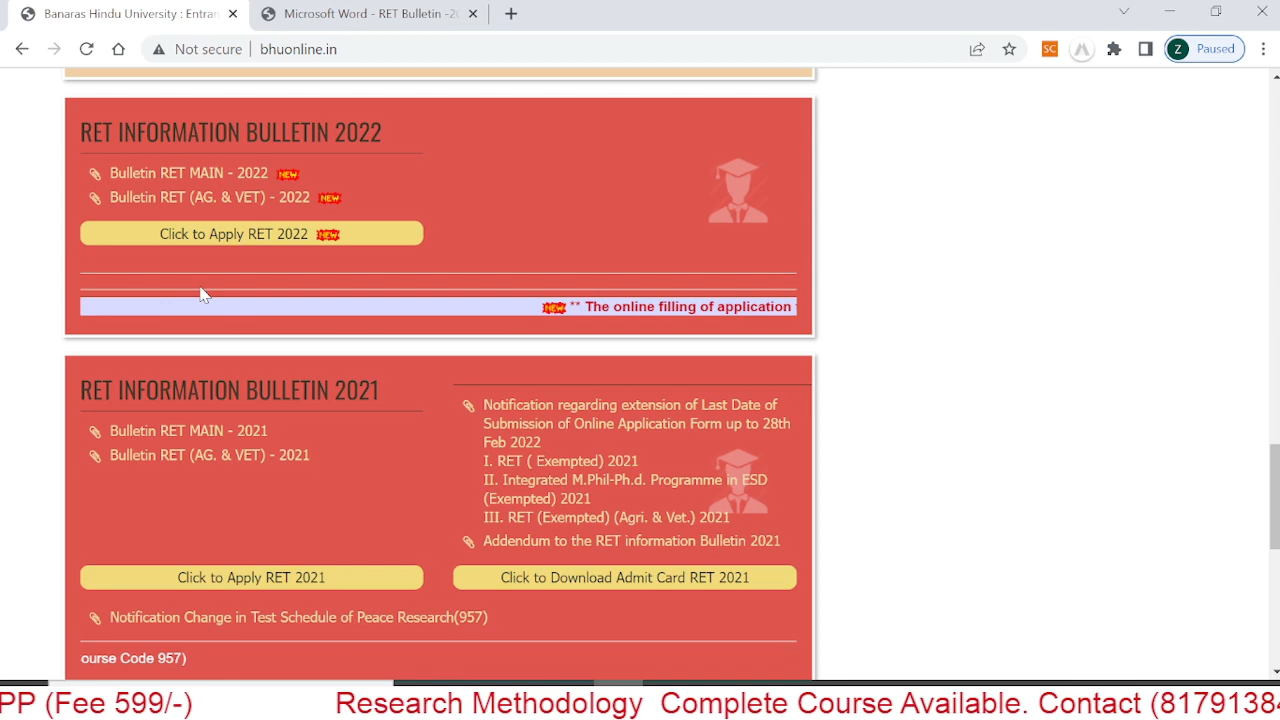 Banaras Hindu University : Entran
Microsoft Word - RET Bulletin -20
Not secure
bhuonline.in
SC
Z
Paused
RET INFORMATION BULLETIN 2022
Bulletin RET MAIN - 2022 NEW
Bulletin RET (AG. & VET) - 2022 NEW
Click to Apply RET 2022 NEW
NEW ** The online filling of application
RET INFORMATION BULLETIN 2021
Bulletin RET MAIN - 2021
Bulletin RET (AG. & VET) - 2021
Notification regarding extension of Last Date of
Submission of Online Application Form up to 28th
Feb 2022
I. RET ( Exempted) 2021
II. Integrated M.Phil-Ph.d. Programme in ESD
(Exempted) 2021
III. RET (Exempted) (Agri. & Vet.) 2021
Addendum to the RET information Bulletin 2021
Click to Apply RET 2021
Click to Download Admit Card RET 2021
Notification Change in Test Schedule of Peace Research(957)
ourse Code 957)
PP (Fee 599/-) Research Methodology Complete Course Available. Contact (8179138